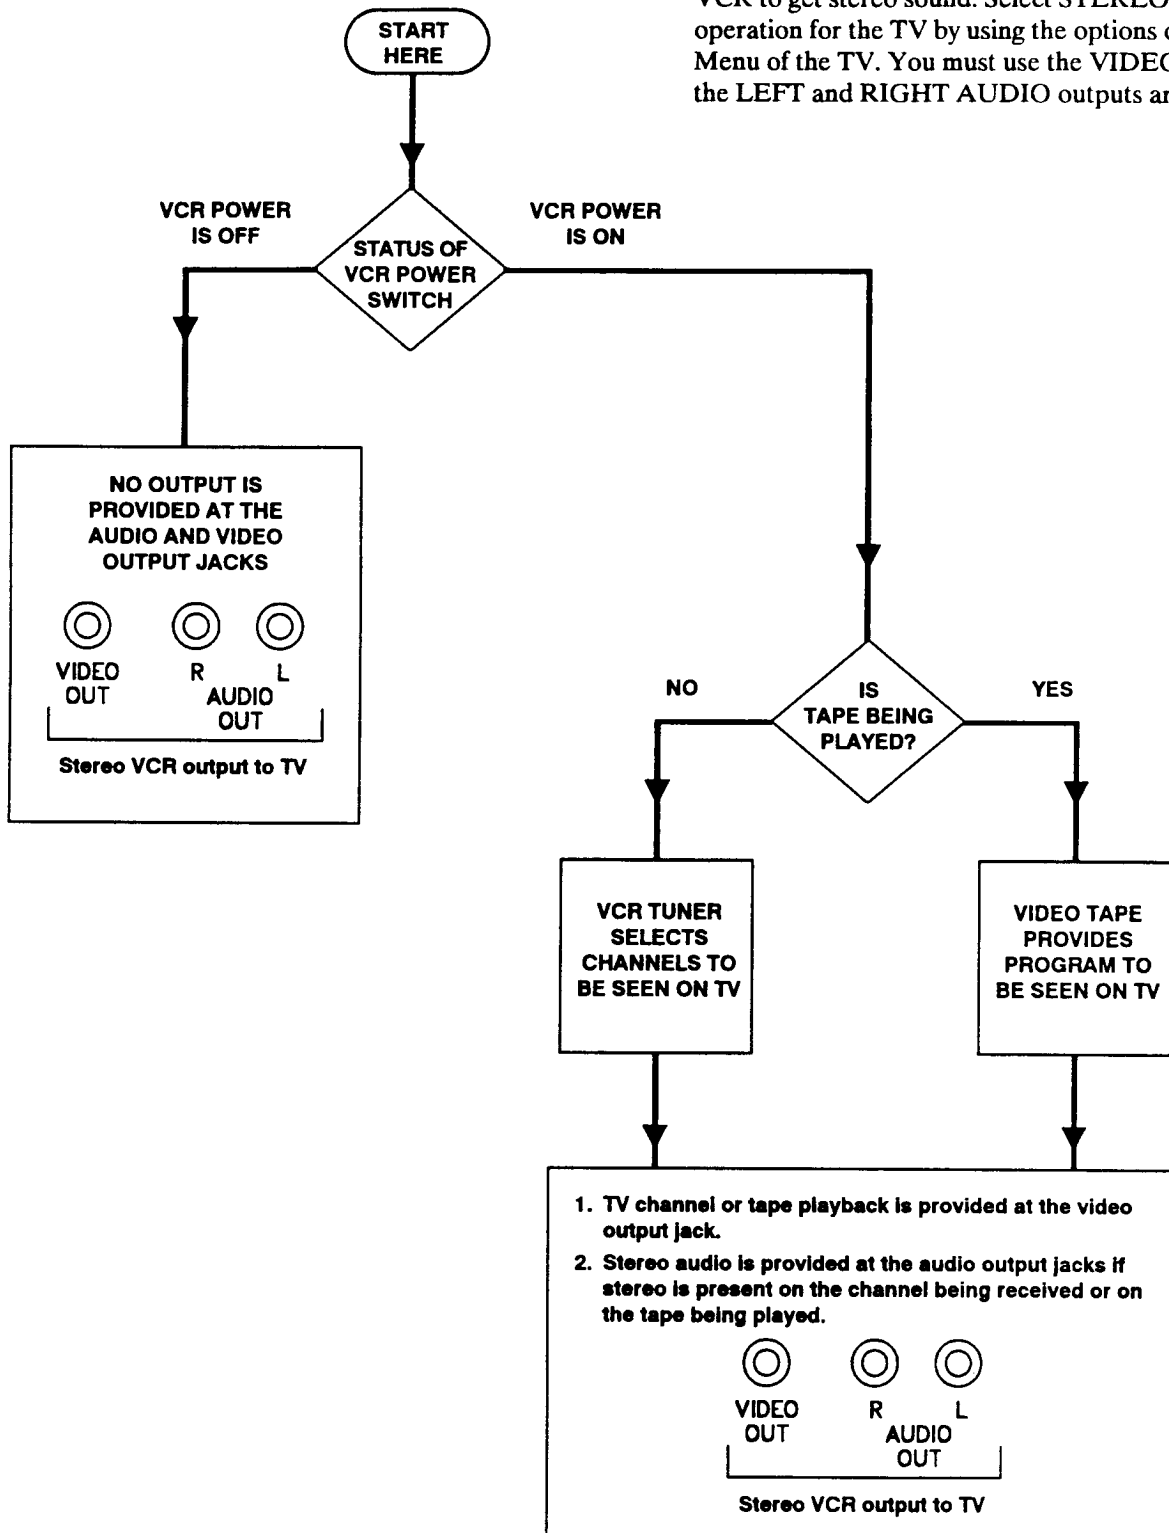 VCR to get stereo sound. Select STEREO
operation for the TV by using the options
Menu of the TV. You must use the VIDEO
the LEFT and RIGHT AUDIO outputs
START
HERE
VCR POWER
IS OFF
STATUS OF
VCR POWER
SWITCH
VCR POWER
IS ON
NO OUTPUT IS
PROVIDED AT THE
AUDIO AND VIDEO
OUTPUT JACKS
VIDEO
OUT
R
L
AUDIO
OUT
Stereo VCR output to TV
NO
IS
TAPE BEING
PLAYED?
YES
VCR TUNER
SELECTS
CHANNELS TO
BE SEEN ON TV
VIDEO TAPE
PROVIDES
PROGRAM TO
BE SEEN ON TV
1. TV channel or tape playback is provided at the video
output jack.
2. Stereo audio is provided at the audio output jacks if
stereo is present on the channel being received or on
the tape being played.
VIDEO
OUT
R
L
AUDIO
OUT
Stereo VCR output to TV